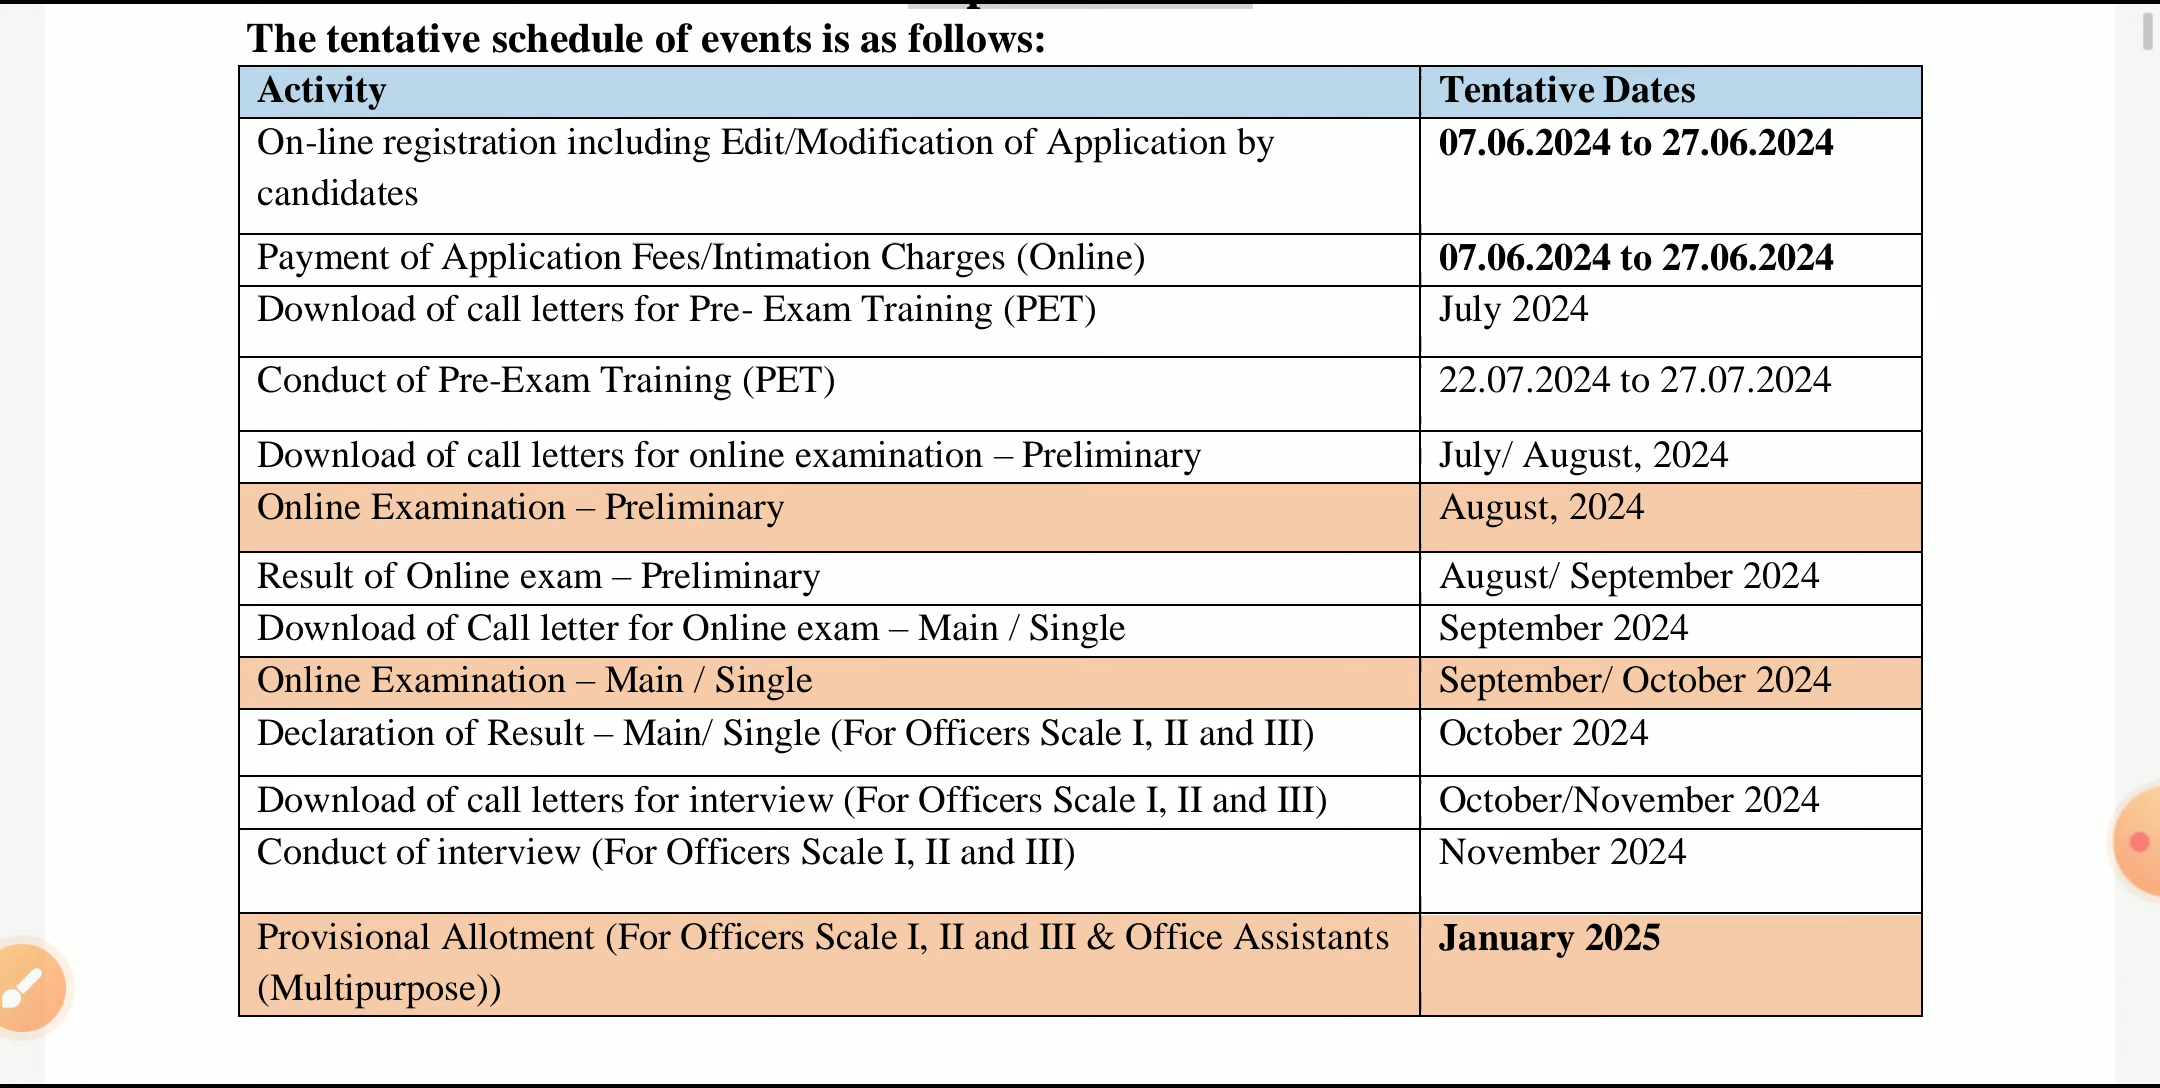 The tentative schedule of events is as follows:
Activity
Tentative Dates
On-line registration including Edit/Modification of Application by
candidates
07.06.2024 to 27.06.2024
Payment of Application Fees/Intimation Charges (Online)
07.06.2024 to 27.06.2024
Download of call letters for Pre- Exam Training (PET)
July 2024
Conduct of Pre-Exam Training (PET)
22.07.2024 to 27.07.2024
Download of call letters for online examination – Preliminary
July/ August, 2024
Online Examination – Preliminary
August, 2024
Result of Online exam – Preliminary
August/ September 2024
Download of Call letter for Online exam – Main / Single
September 2024
Online Examination – Main / Single
September/ October 2024
Declaration of Result – Main/ Single (For Officers Scale I, II and III)
October 2024
Download of call letters for interview (For Officers Scale I, II and III)
October/November 2024
Conduct of interview (For Officers Scale I, II and III)
November 2024
Provisional Allotment (For Officers Scale I, II and III & Office Assistants
(Multipurpose))
January 2025